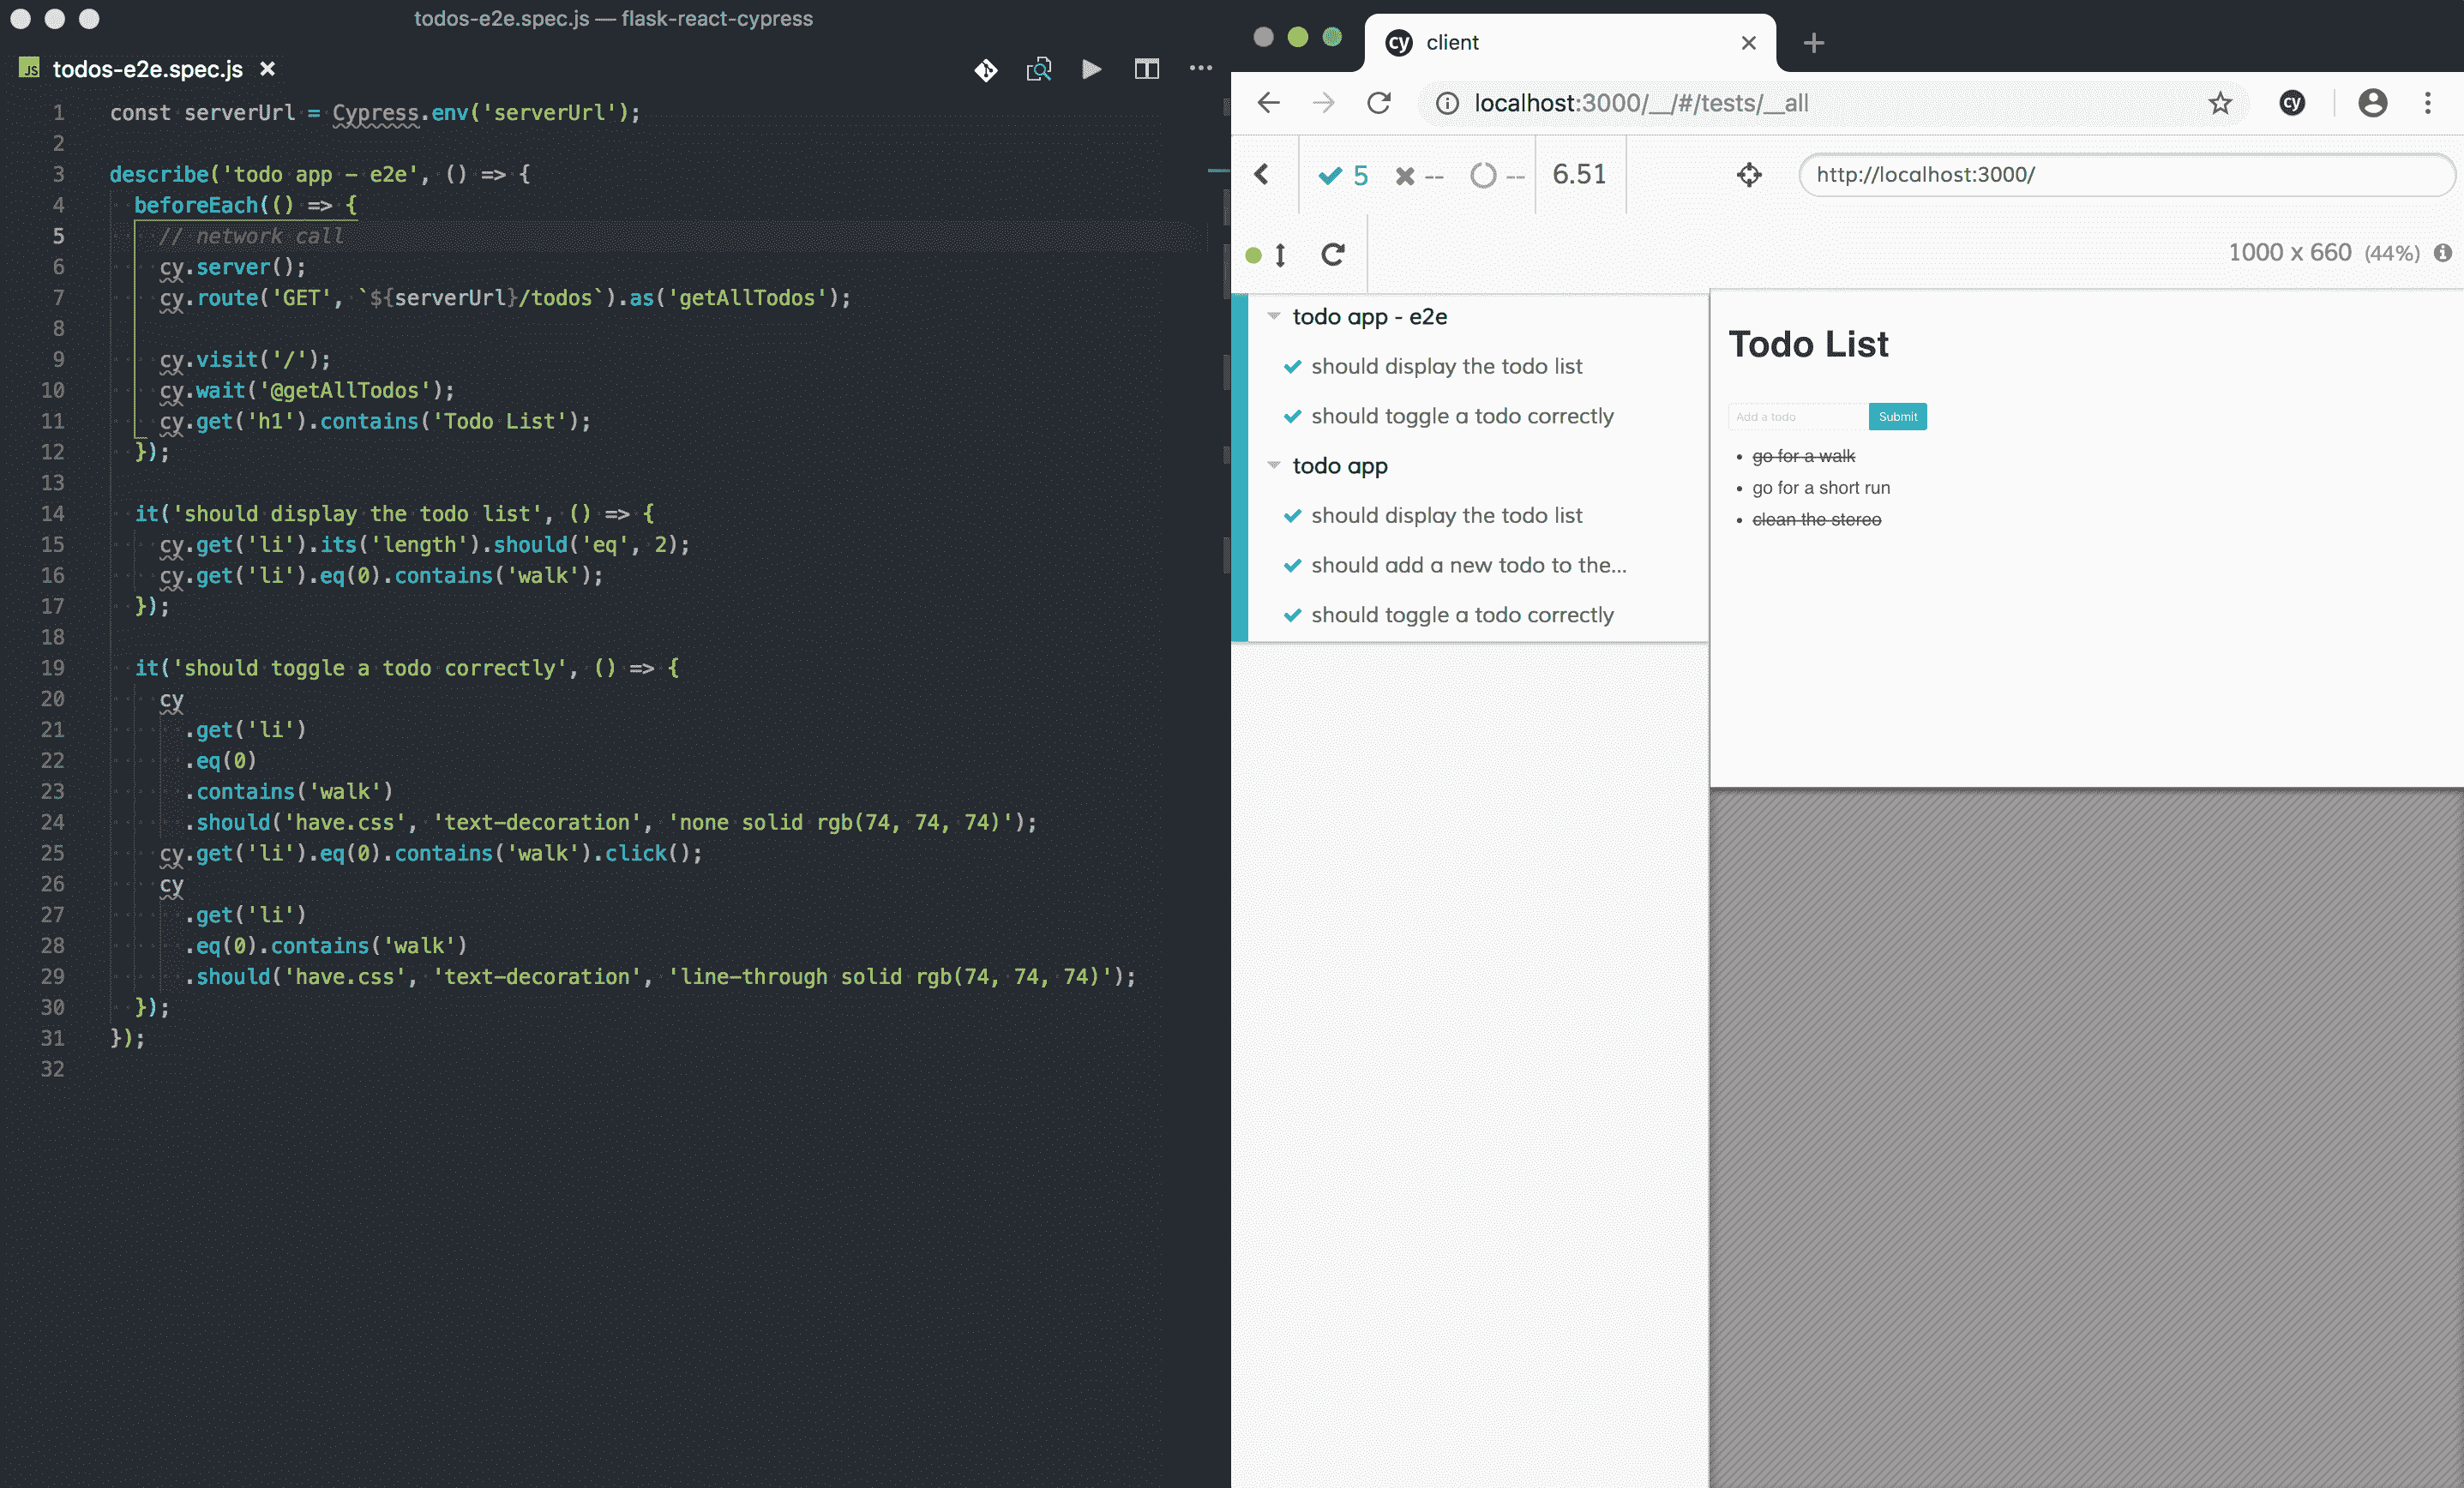 todos-e2e.spec.js — flask-react-cypress
JS todos-e2e.spec.js
1 const serverUrl = Cypress.env('serverUrl');
2
3 describe('todo app - e2e', () => {
4 beforeEach(() => {
5 // network call
6 cy.server();
7 cy.route('GET', `${serverUrl}/todos`).as('getAllTodos');
8
9 cy.visit('/');
10 cy.wait('@getAllTodos');
11 cy.get('h1').contains('Todo List');
12 });
13
14 it('should display the todo list', () => {
15 cy.get('li').its('length').should('eq', 2);
16 cy.get('li').eq(0).contains('walk');
17 });
18
19 it('should toggle a todo correctly', () => {
20 cy
21 .get('li')
22 .eq(0)
23 .contains('walk')
24 .should('have.css', 'text-decoration', 'none solid rgb(74, 74, 74)');
25 cy.get('li').eq(0).contains('walk').click();
26 cy
27 .get('li')
28 .eq(0).contains('walk')
29 .should('have.css', 'text-decoration', 'line-through solid rgb(74, 74, 74)');
30 });
31 });
32
cy client
localhost:3000/__/#/tests/__all
cy
5 -- -- 6.51
http://localhost:3000/
1000 x 660 (44%)
todo app - e2e
should display the todo list
should toggle a todo correctly
todo app
should display the todo list
should add a new todo to the...
should toggle a todo correctly
Todo List
Add a todo Submit
go for a walk
go for a short run
clean the stereo